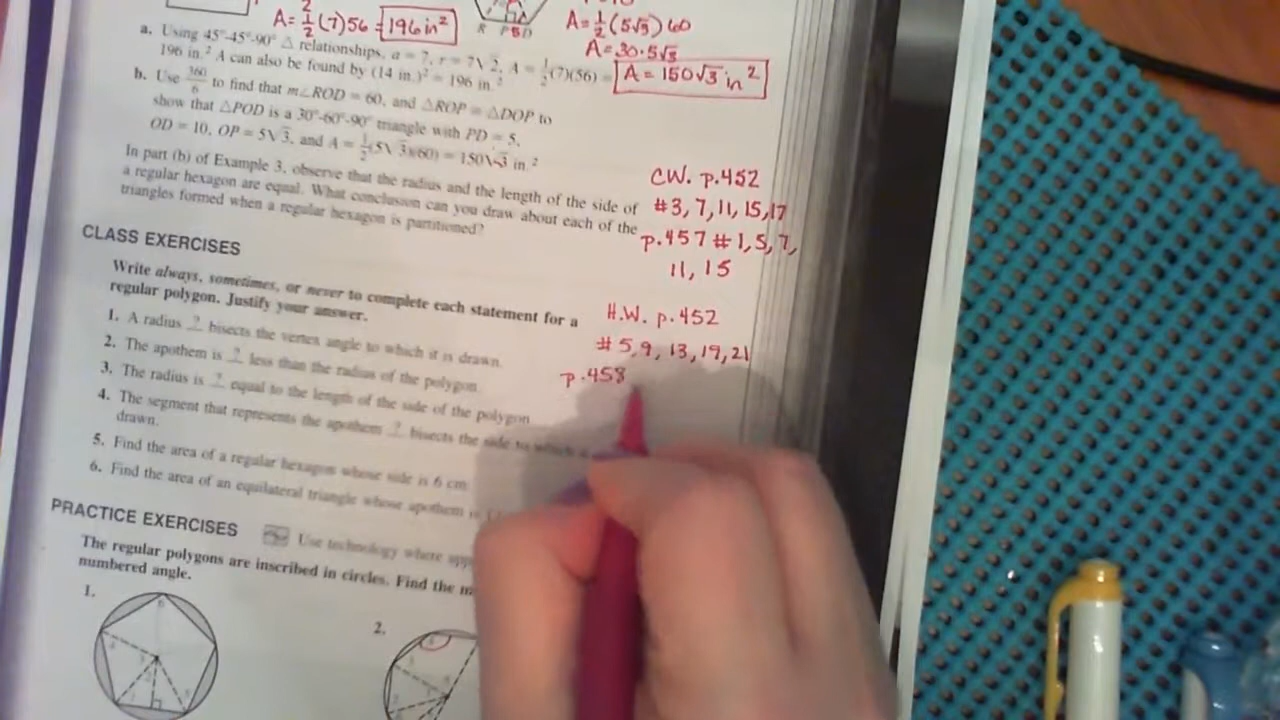 A = 1/2 (7) 56 = 196 in²
R P 5 D
A = 1/2 (5√3) 60
A = 30 · 5√3
A = 150√3 in²
a. Using 45°-45°-90° △ relationships, a = 7, r = 7√2, A = 1/2(7)(56) =
196 in.² A can also be found by (14 in.)² = 196 in.²
b. Use 360/6 to find that m∠ROD = 60, and △ROP ≅ △DOP to
show that △POD is a 30°-60°-90° triangle with PD = 5,
OD = 10, OP = 5√3, and A = 1/2(5√3)(60) = 150√3 in.²
In part (b) of Example 3, observe that the radius and the length of the side of
a regular hexagon are equal. What conclusion can you draw about each of the
triangles formed when a regular hexagon is partitioned?
CW. p.452
#3, 7, 11, 15, 17
p.457 # 1, 5, 7,
11, 15
H.W. p.452
# 5, 9, 13, 19, 21
p.458
CLASS EXERCISES
Write always, sometimes, or never to complete each statement for a
regular polygon. Justify your answer.
1. A radius ? bisects the vertex angle to which it is drawn.
2. The apothem is ? less than the radius of the polygon.
3. The radius is ? equal to the length of the side of the polygon.
4. The segment that represents the apothem ? bisects the side to which
drawn.
5. Find the area of a regular hexagon whose side is 6 cm.
6. Find the area of an equilateral triangle whose apothem is
PRACTICE EXERCISES
Use technology where
The regular polygons are inscribed in circles. Find the
numbered angle.
1.
2.